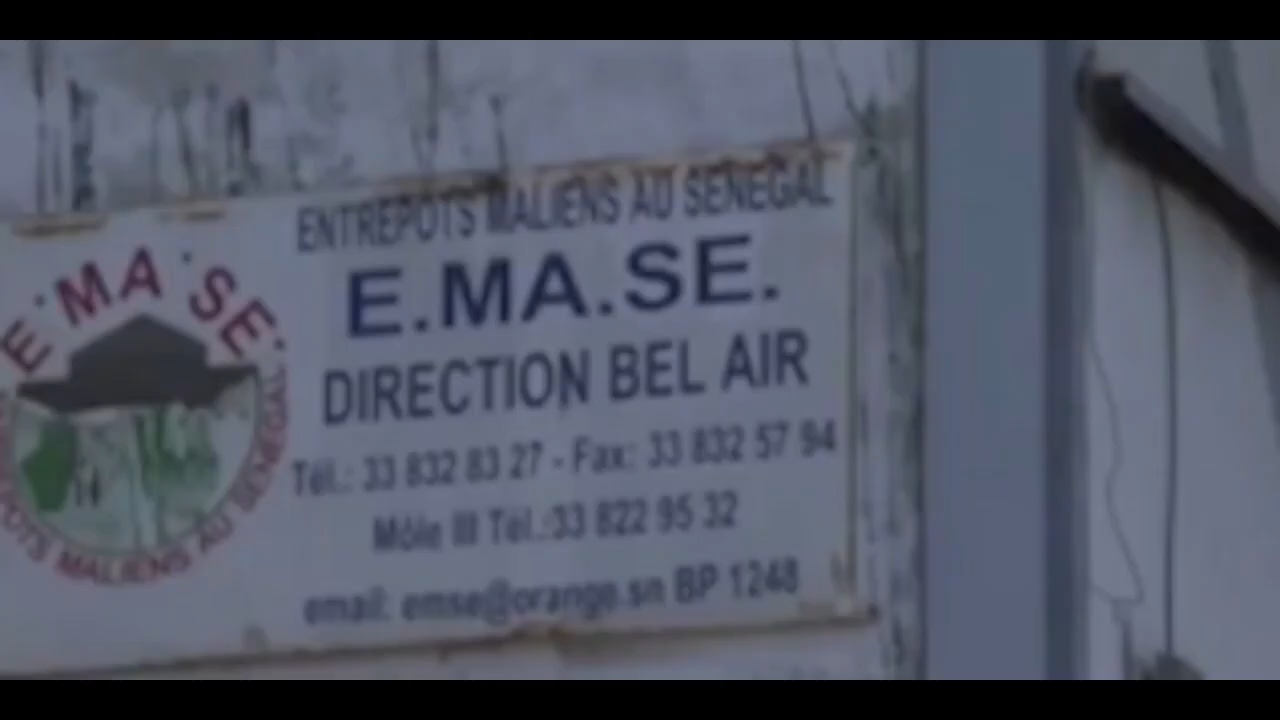 E.MA.SE.
ENTREPOTS MALIENS AU SENEGAL
ENTREPOTS MALIENS AU SENEGAL
E.MA.SE.
DIRECTION BEL AIR
Tél.: 33 832 83 27 - Fax: 33 832 57 94
Môle III Tél.:33 822 95 32
email: emse@orange.sn BP 1248